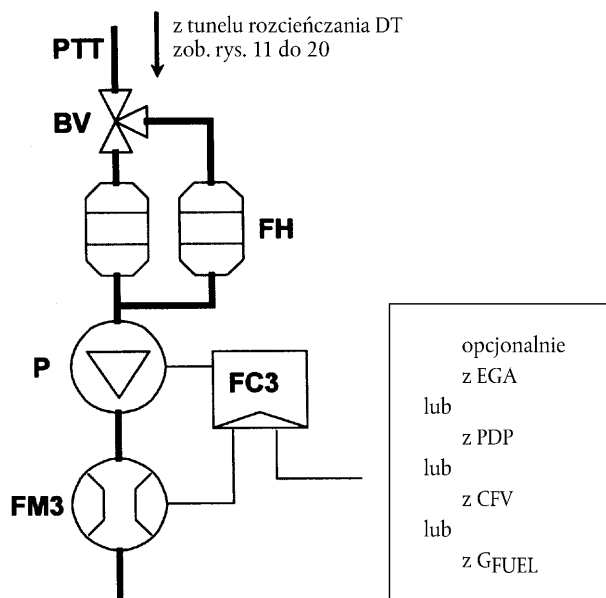 z tunelu rozcieńczania DT
zob. rys. 11 do 20
PTT
BV
FH
P
FC3
FM3
opcjonalnie
z EGA
lub
z PDP
lub
z CFV
lub
z GFUEL